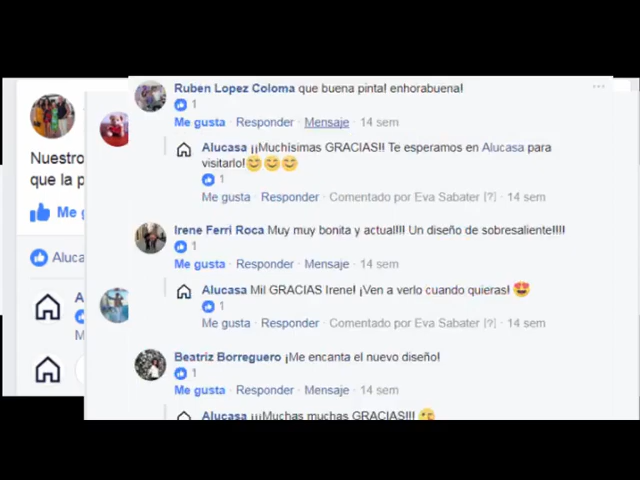 Ruben Lopez Coloma que buena pinta! enhorabuena!
1
Me gusta · Responder · Mensaje · 14 sem
Alucasa ¡¡Muchísimas GRACIAS!! Te esperamos en Alucasa para
visitarlo!😊😊😊
1
Me gusta · Responder · Comentado por Eva Sabater [?] · 14 sem
Irene Ferri Roca Muy muy bonita y actual!!! Un diseño de sobresaliente!!!!
1
Me gusta · Responder · Mensaje · 14 sem
Alucasa Mil GRACIAS Irene! ¡Ven a verlo cuando quieras! 😍
1
Me gusta · Responder · Comentado por Eva Sabater [?] · 14 sem
Beatriz Borreguero ¡Me encanta el nuevo diseño!
1
Me gusta · Responder · Mensaje · 14 sem
Alucasa ¡¡¡Muchas muchas GRACIAS!!! 😘
Nuestro
que la p
Me g
Aluca
A
M